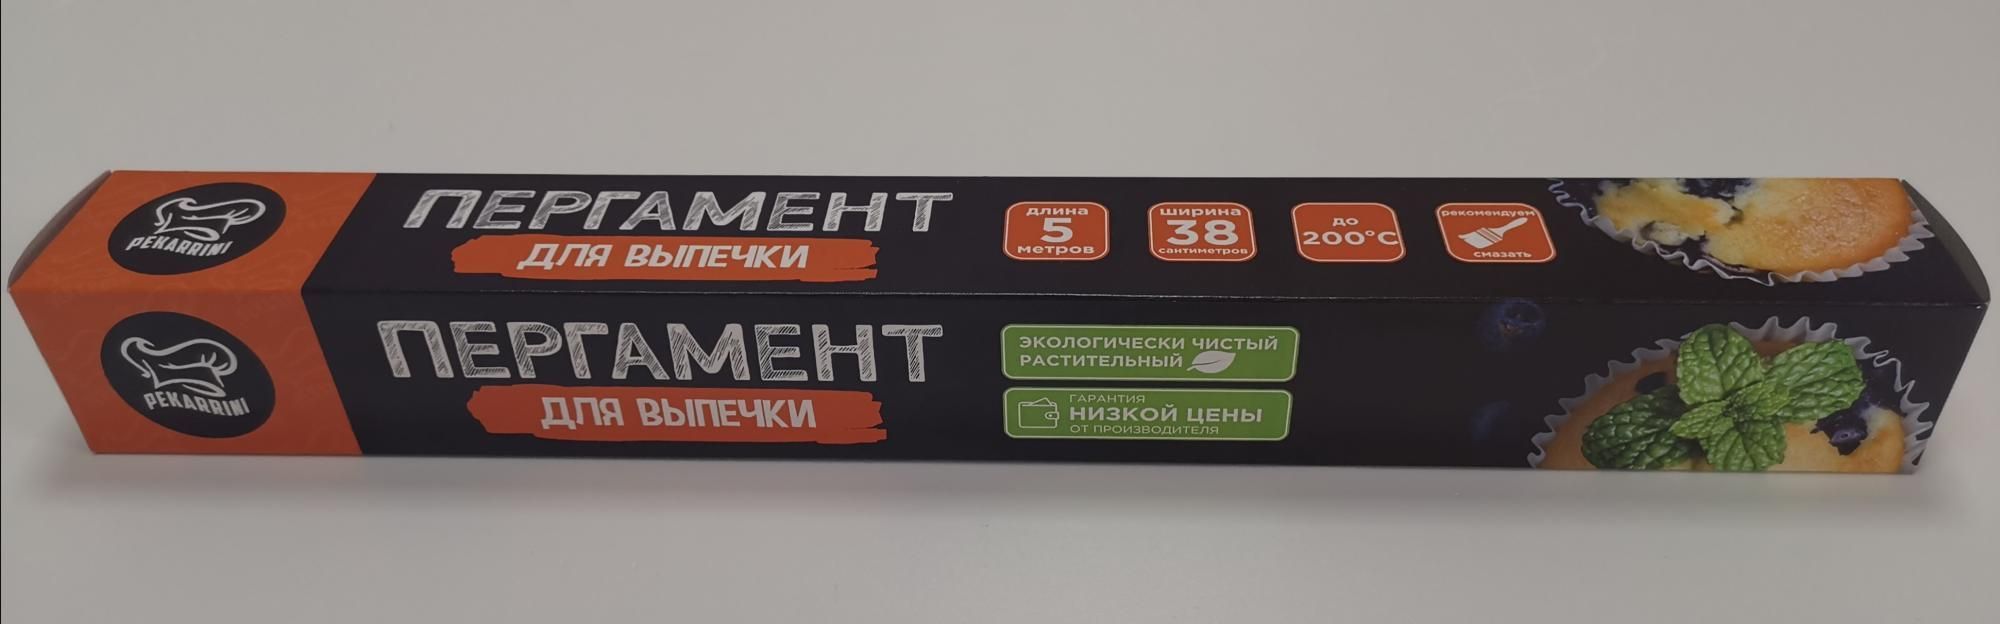 PEKARRINI
ПЕРГАМЕНТ
ДЛЯ ВЫПЕЧКИ
длина
5
метров
ширина
38
сантиметров
до
200°C
рекомендуем
смазать
PEKARRINI
ПЕРГАМЕНТ
ДЛЯ ВЫПЕЧКИ
ЭКОЛОГИЧЕСКИ ЧИСТЫЙ
РАСТИТЕЛЬНЫЙ
ГАРАНТИЯ
НИЗКОЙ ЦЕНЫ
ОТ ПРОИЗВОДИТЕЛЯ